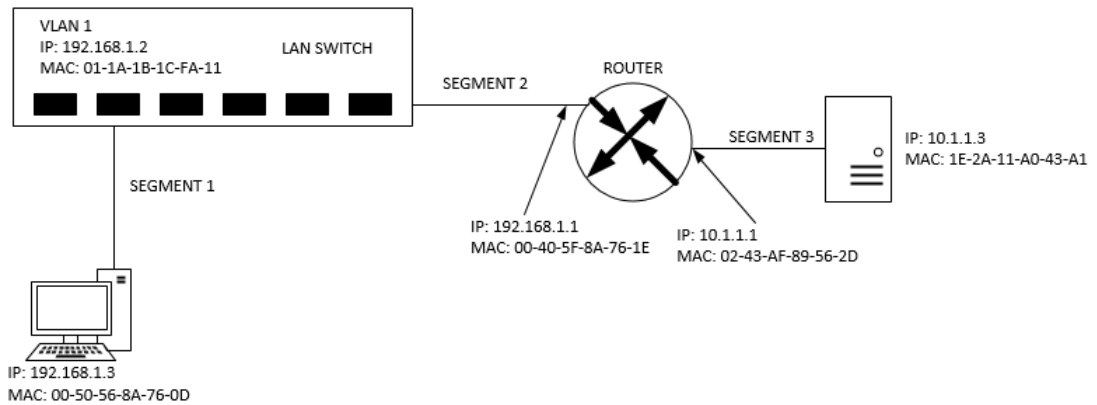 VLAN 1
IP: 192.168.1.2
MAC: 01-1A-1B-1C-FA-11
LAN SWITCH
SEGMENT 2
ROUTER
SEGMENT 3
IP: 10.1.1.3
MAC: 1E-2A-11-A0-43-A1
SEGMENT 1
IP: 192.168.1.1
MAC: 00-40-5F-8A-76-1E
IP: 10.1.1.1
MAC: 02-43-AF-89-56-2D
IP: 192.168.1.3
MAC: 00-50-56-8A-76-0D